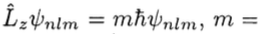 L̂_zψ_{nlm} = mħψ_{nlm}, m =